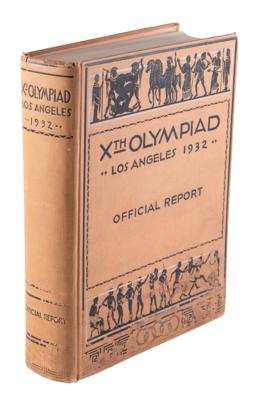 XTH OLYMPIAD
LOS ANGELES
1932
OFFICIAL REPORT
XTH OLYMPIAD
LOS ANGELES 1932
OFFICIAL REPORT